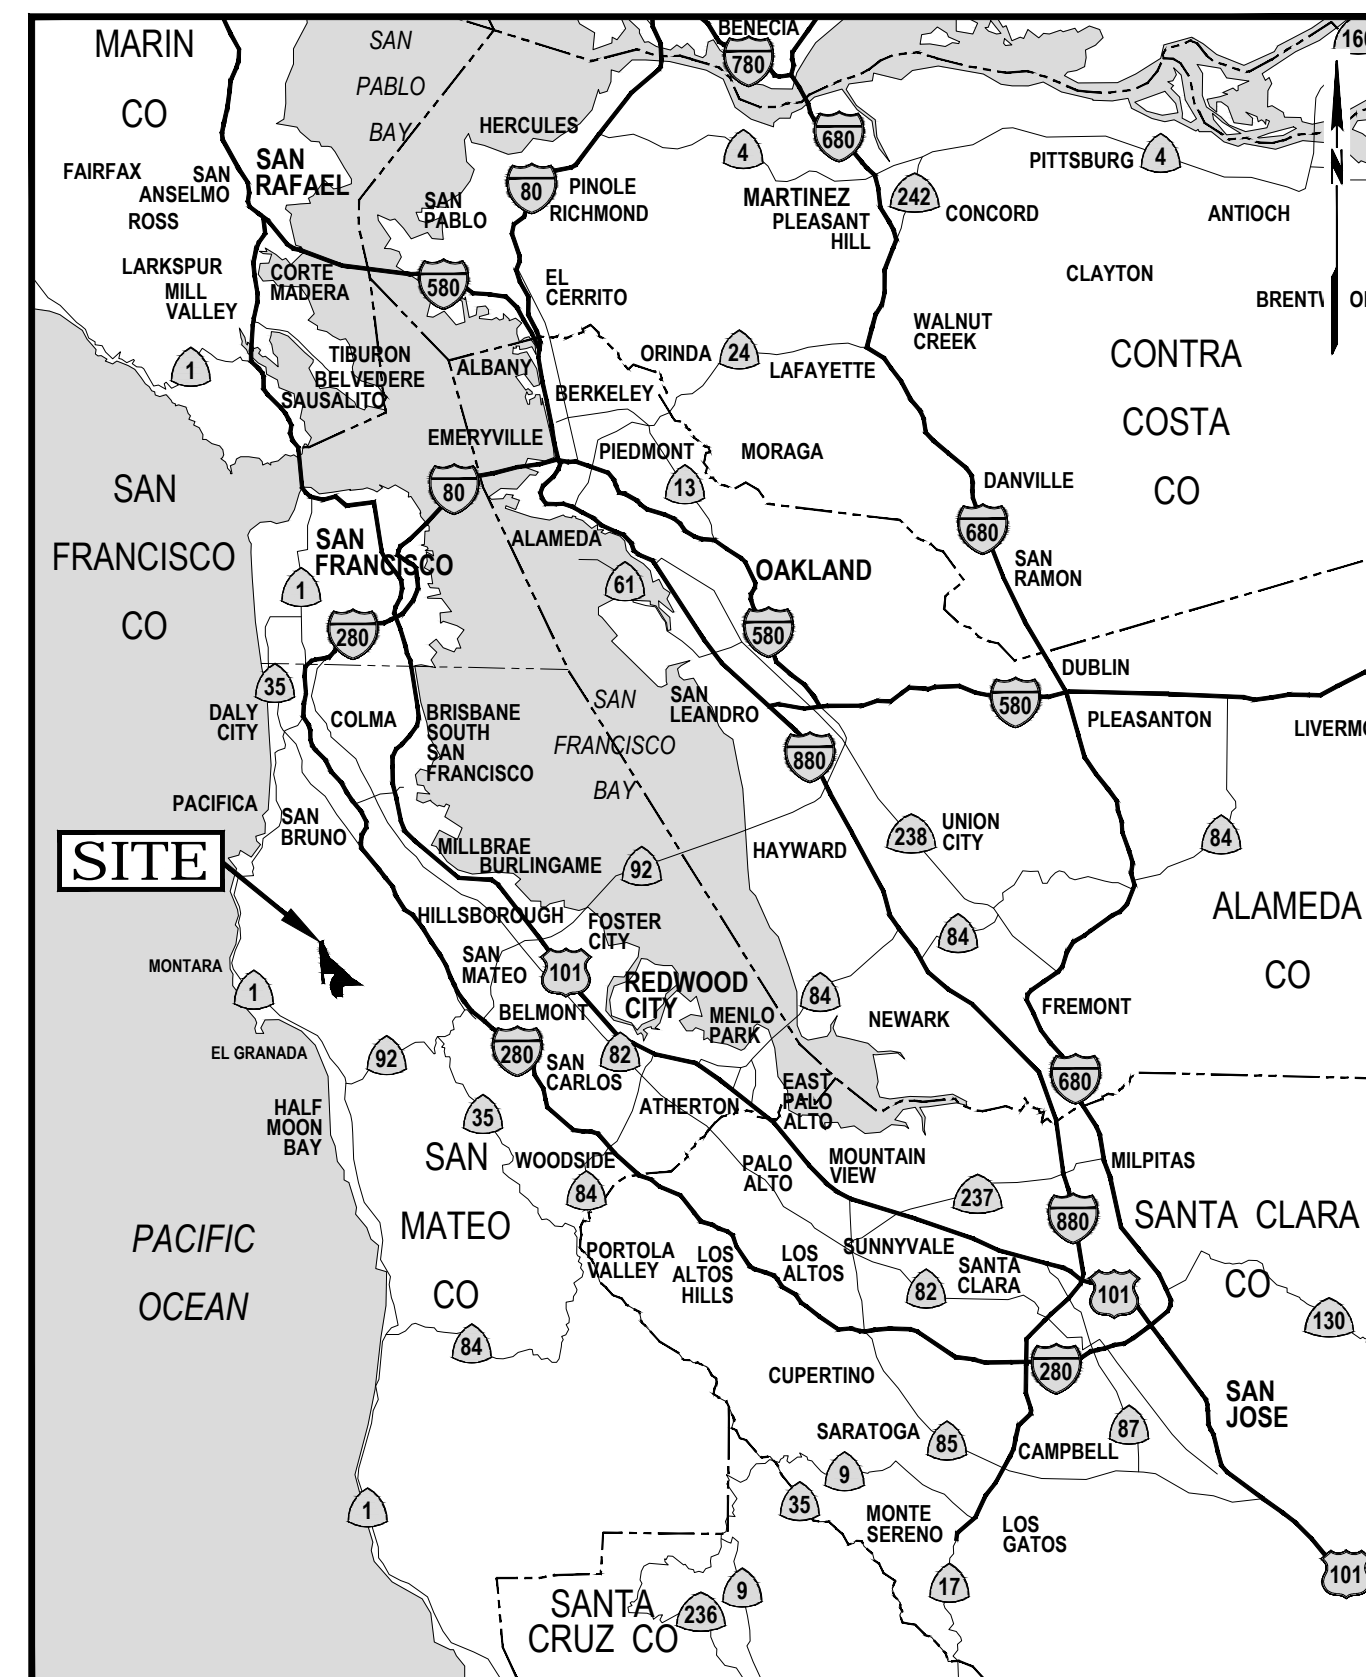 MARIN
CO
SAN
PABLO
BAY
BENECIA
780
160
HERCULES
680
4
PITTSBURG
4
N
FAIRFAX
SAN
ANSELMO
ROSS
SAN
RAFAEL
SAN
PABLO
80
PINOLE
RICHMOND
MARTINEZ
PLEASANT
HILL
242
CONCORD
ANTIOCH
LARKSPUR
MILL
VALLEY
CORTE
MADERA
580
EL
CERRITO
CLAYTON
BRENTW
WALNUT
CREEK
1
TIBURON
BELVEDERE
SAUSALITO
ALBANY
BERKELEY
ORINDA
24
LAFAYETTE
CONTRA
COSTA
CO
EMERYVILLE
PIEDMONT
MORAGA
80
13
DANVILLE
SAN
FRANCISCO
CO
SAN
FRANCISCO
ALAMEDA
61
OAKLAND
680
SAN
RAMON
1
280
580
35
DALY
CITY
COLMA
BRISBANE
SOUTH
SAN
FRANCISCO
SAN
FRANCISCO
BAY
SAN
LEANDRO
580
DUBLIN
PLEASANTON
LIVERMO
880
PACIFICA
SAN
BRUNO
MILLBRAE
BURLINGAME
92
HAYWARD
238
UNION
CITY
84
SITE
HILLSBOROUGH
FOSTER
CITY
84
ALAMEDA
CO
MONTARA
1
SAN
MATEO
101
REDWOOD
CITY
84
BELMONT
MENLO
PARK
NEWARK
FREMONT
EL GRANADA
92
280
SAN
CARLOS
82
680
HALF
MOON
BAY
35
ATHERTON
EAST
PALO
ALTO
SAN
MATEO
CO
WOODSIDE
84
PALO
ALTO
MOUNTAIN
VIEW
237
MILPITAS
880
SANTA CLARA
CO
PACIFIC
OCEAN
PORTOLA
VALLEY
LOS
ALTOS
HILLS
LOS
ALTOS
SUNNYVALE
82
SANTA
CLARA
101
130
84
CUPERTINO
280
SAN
JOSE
SARATOGA
85
CAMPBELL
87
9
35
1
MONTE
SERENO
LOS
GATOS
101
17
SANTA
CRUZ CO
236
9